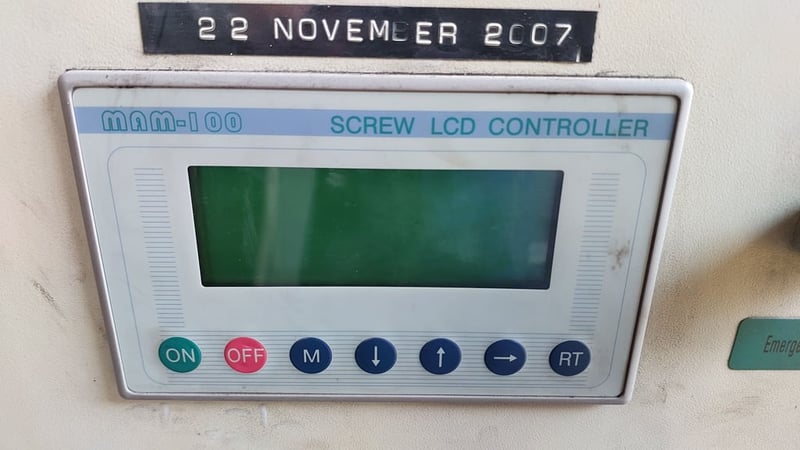 22 NOVEMBER 2007
MAM-100
SCREW LCD CONTROLLER
ON OFF M ↓ ↑ → RT